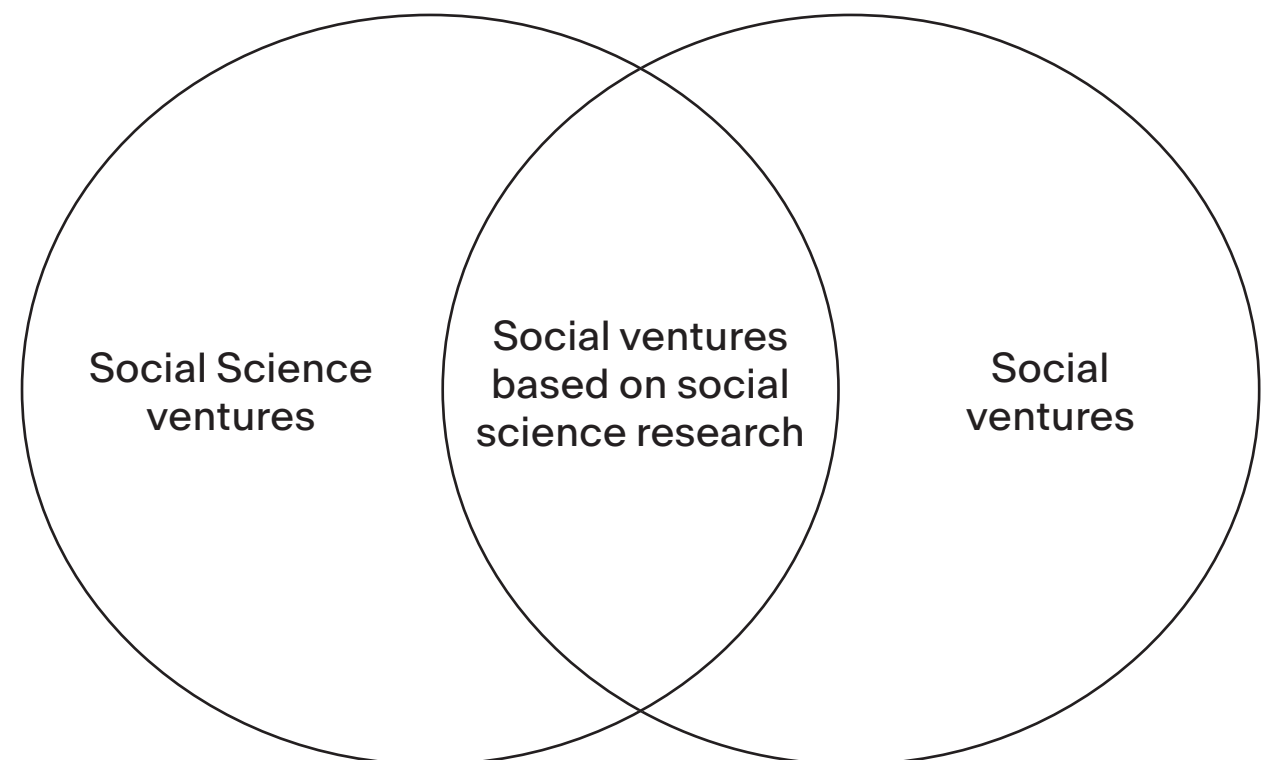 Social Science
ventures
Social ventures
based on social
science research
Social
ventures